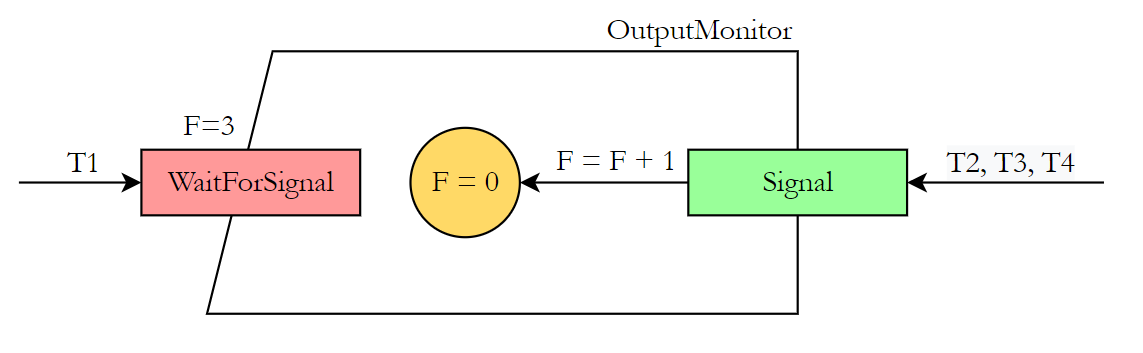 OutputMonitor
F=3
T1
WaitForSignal
F = 0
F = F + 1
Signal
T2, T3, T4